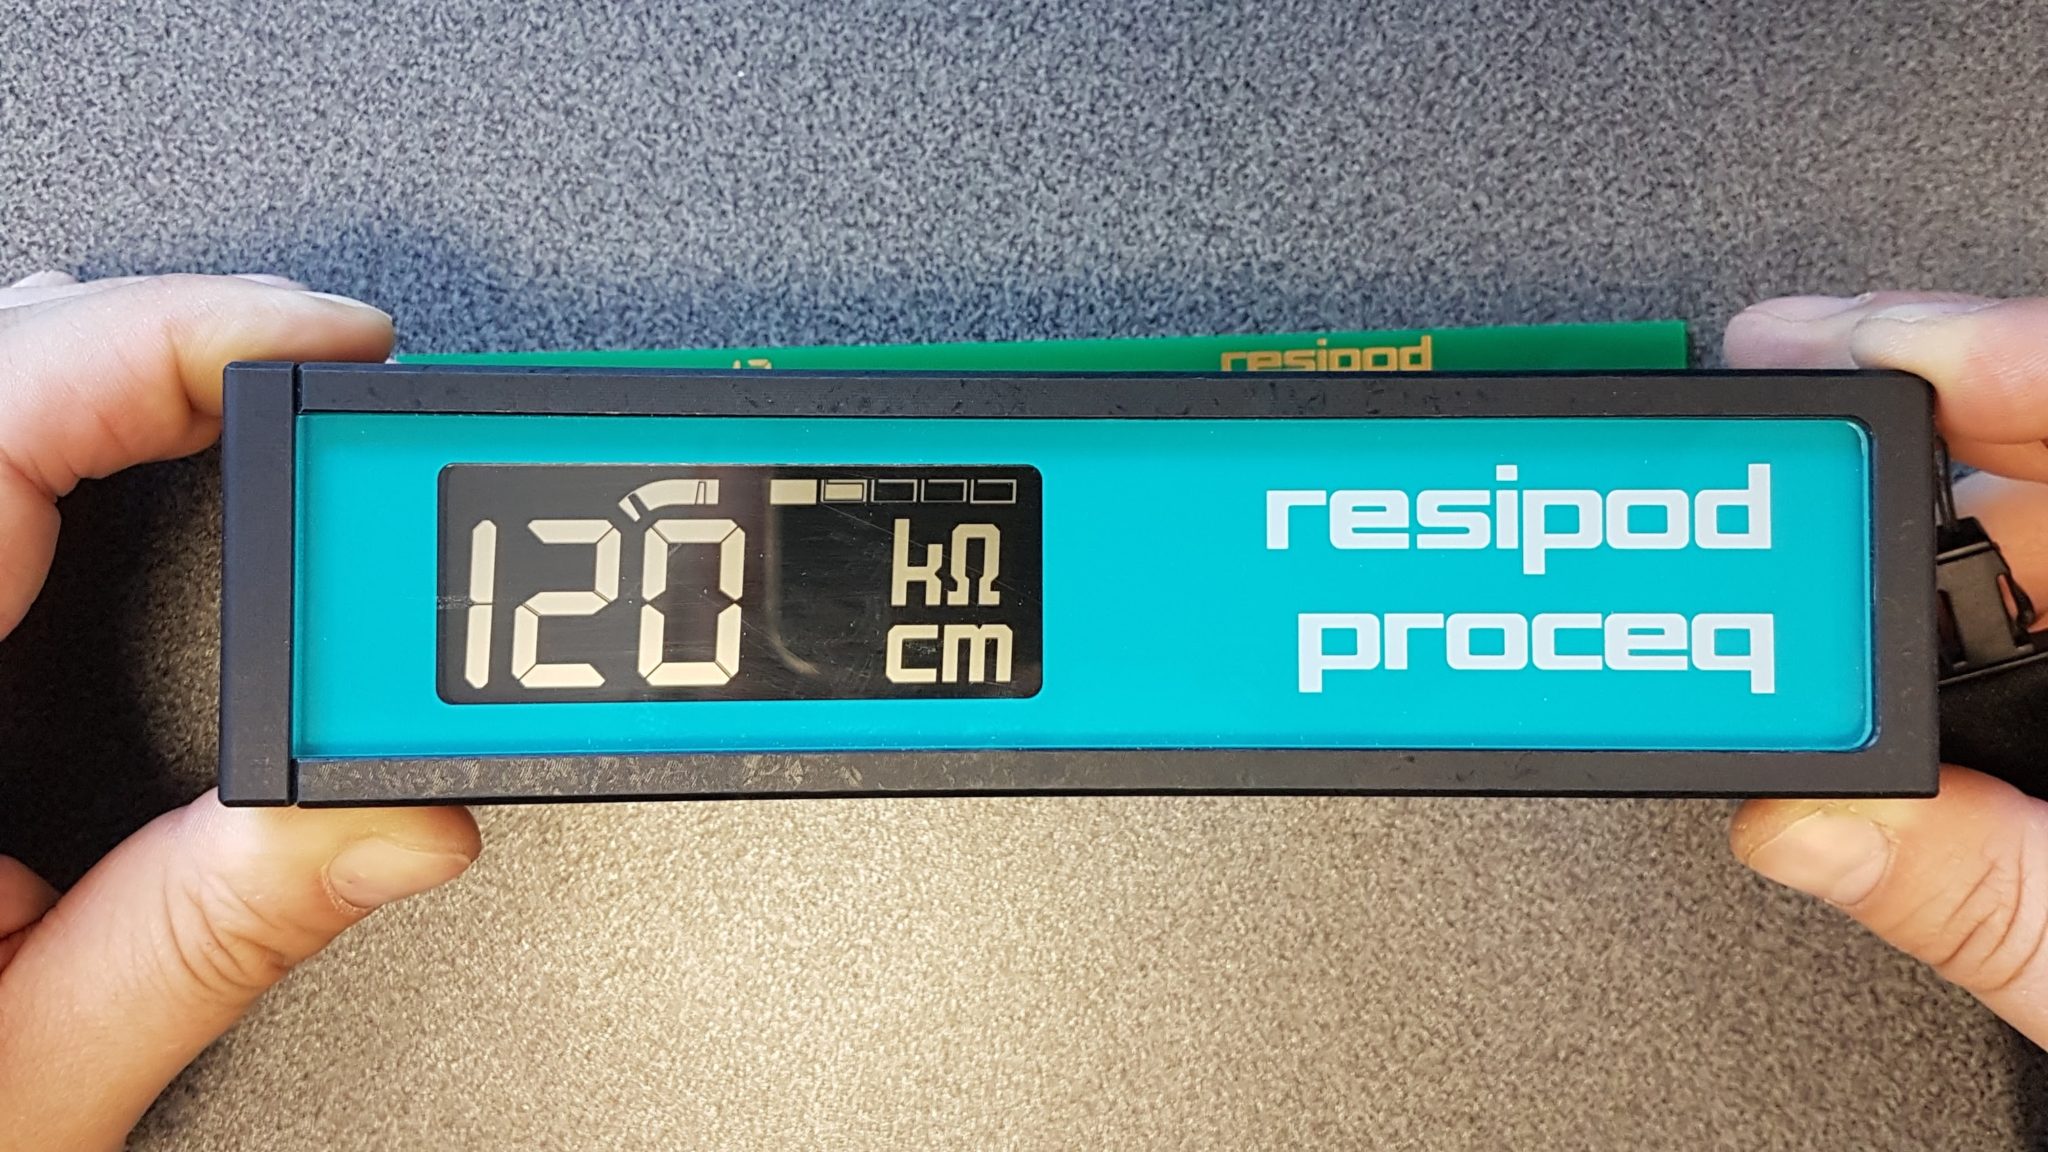 resipod
120 kΩ
cm
resipod
proceq